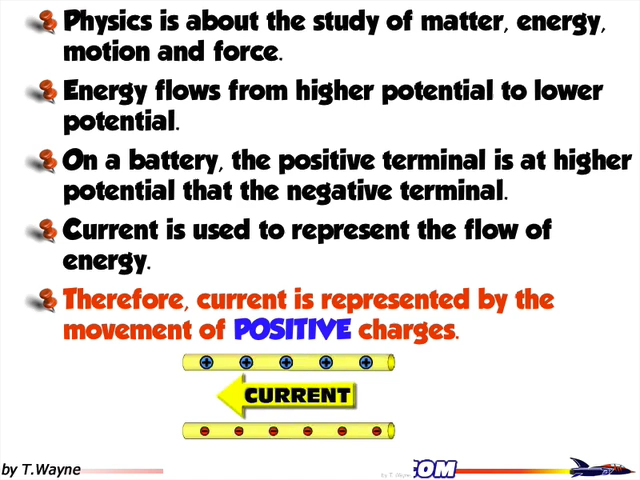 Physics is about the study of matter, energy,
motion and force.
Energy flows from higher potential to lower
potential.
On a battery, the positive terminal is at higher
potential that the negative terminal.
Current is used to represent the flow of
energy.
Therefore, current is represented by the
movement of POSITIVE charges.
CURRENT
by T.Wayne
by T. Wayne
COM